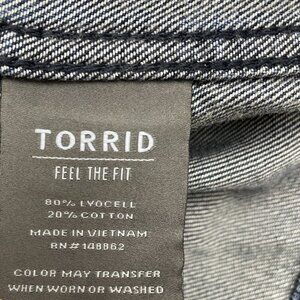 TORRID
FEEL THE FIT
80% LYOCELL
20% COTTON
MADE IN VIETNAM
RN# 148862
COLOR MAY TRANSFER
WHEN WORN OR WASHED